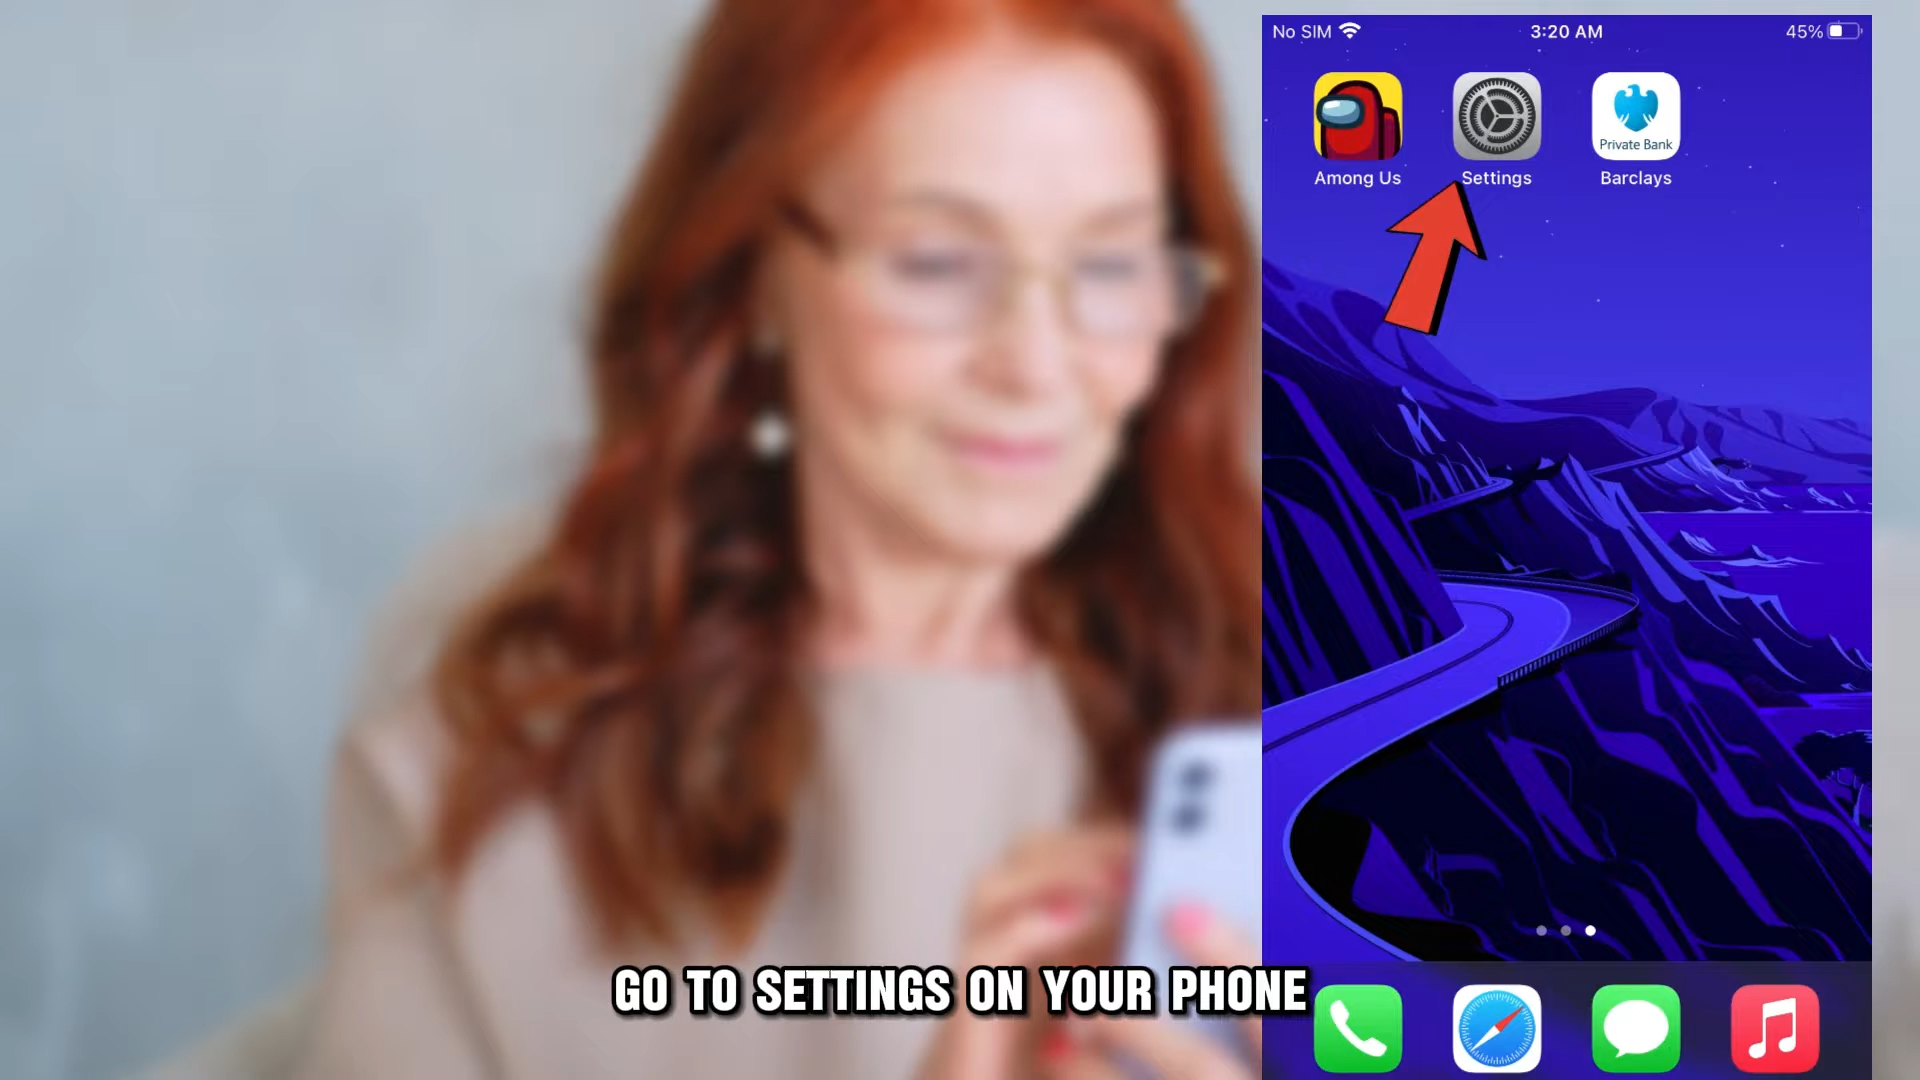 No SIM 3:20 AM 45%
Private Bank
Among Us Settings Barclays
GO TO SETTINGS ON YOUR PHONE